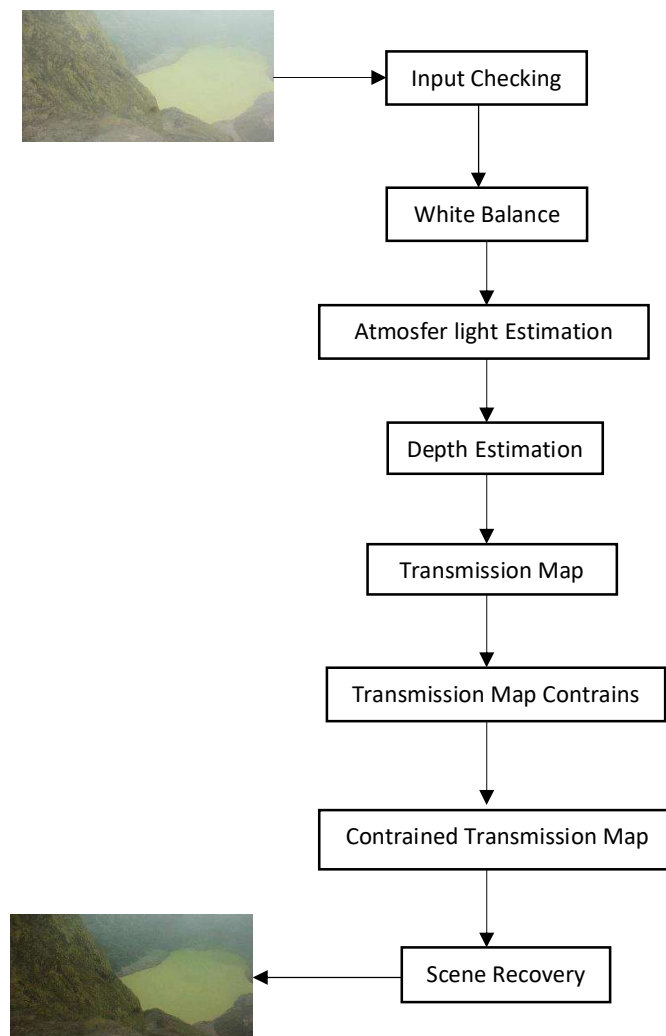 Input Checking
White Balance
Atmosfer light Estimation
Depth Estimation
Transmission Map
Transmission Map Contrains
Contrained Transmission Map
Scene Recovery